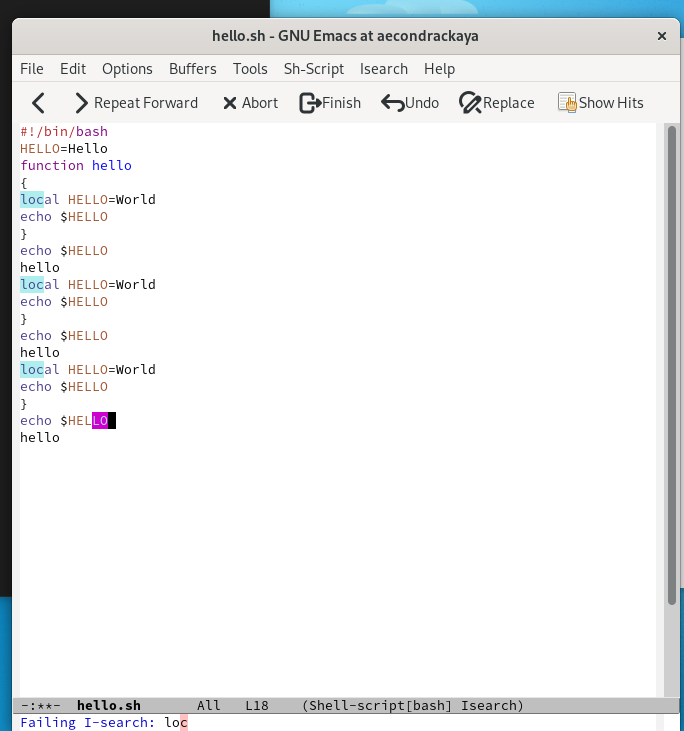 hello.sh - GNU Emacs at aecondrackaya
File Edit Options Buffers Tools Sh-Script Isearch Help
Repeat Forward Abort Finish Undo Replace Show Hits
#!/bin/bash
HELLO=Hello
function hello
{
local HELLO=World
echo $HELLO
}
echo $HELLO
hello
local HELLO=World
echo $HELLO
}
echo $HELLO
hello
local HELLO=World
echo $HELLO
}
echo $HELLO
hello
-:**-  hello.sh       All   L18    (Shell-script[bash] Isearch)
Failing I-search: loc